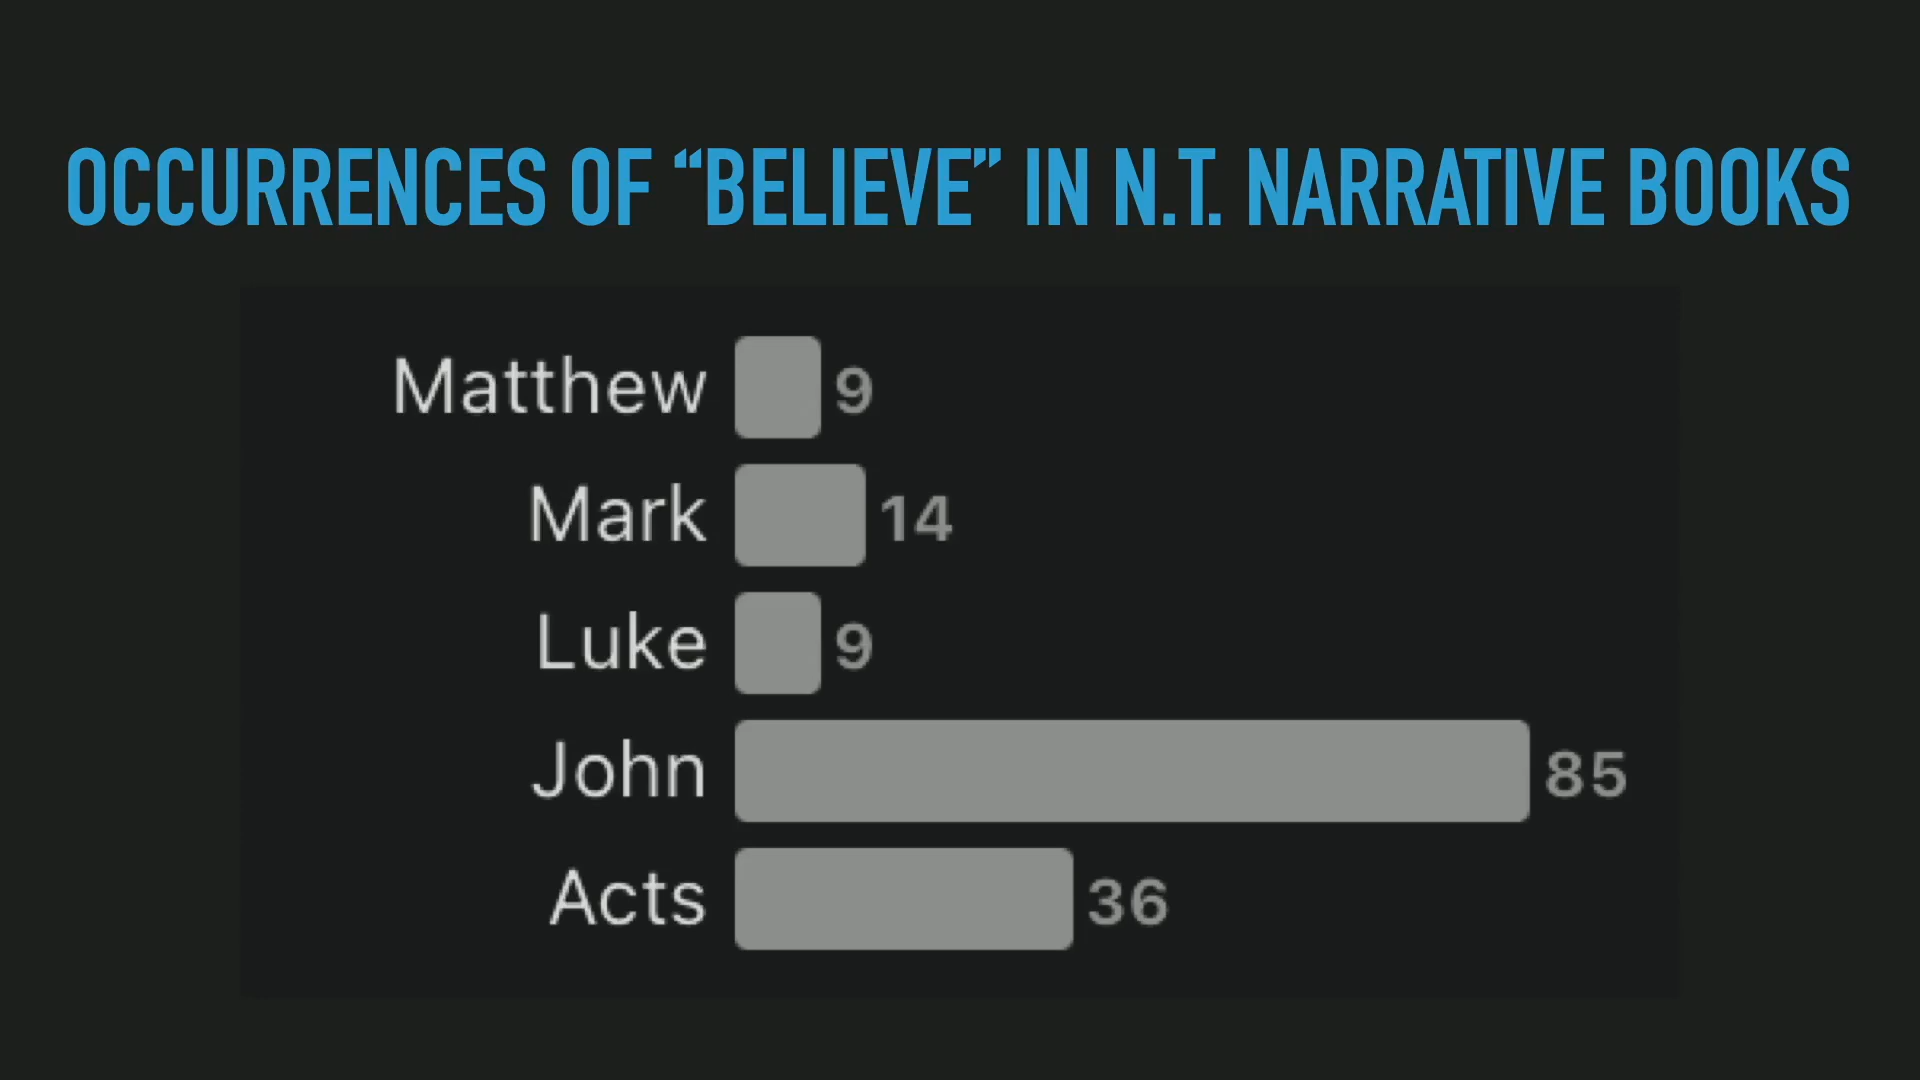 OCCURRENCES OF “BELIEVE” IN N.T. NARRATIVE BOOKS
Matthew 9
Mark 14
Luke 9
John 85
Acts 36